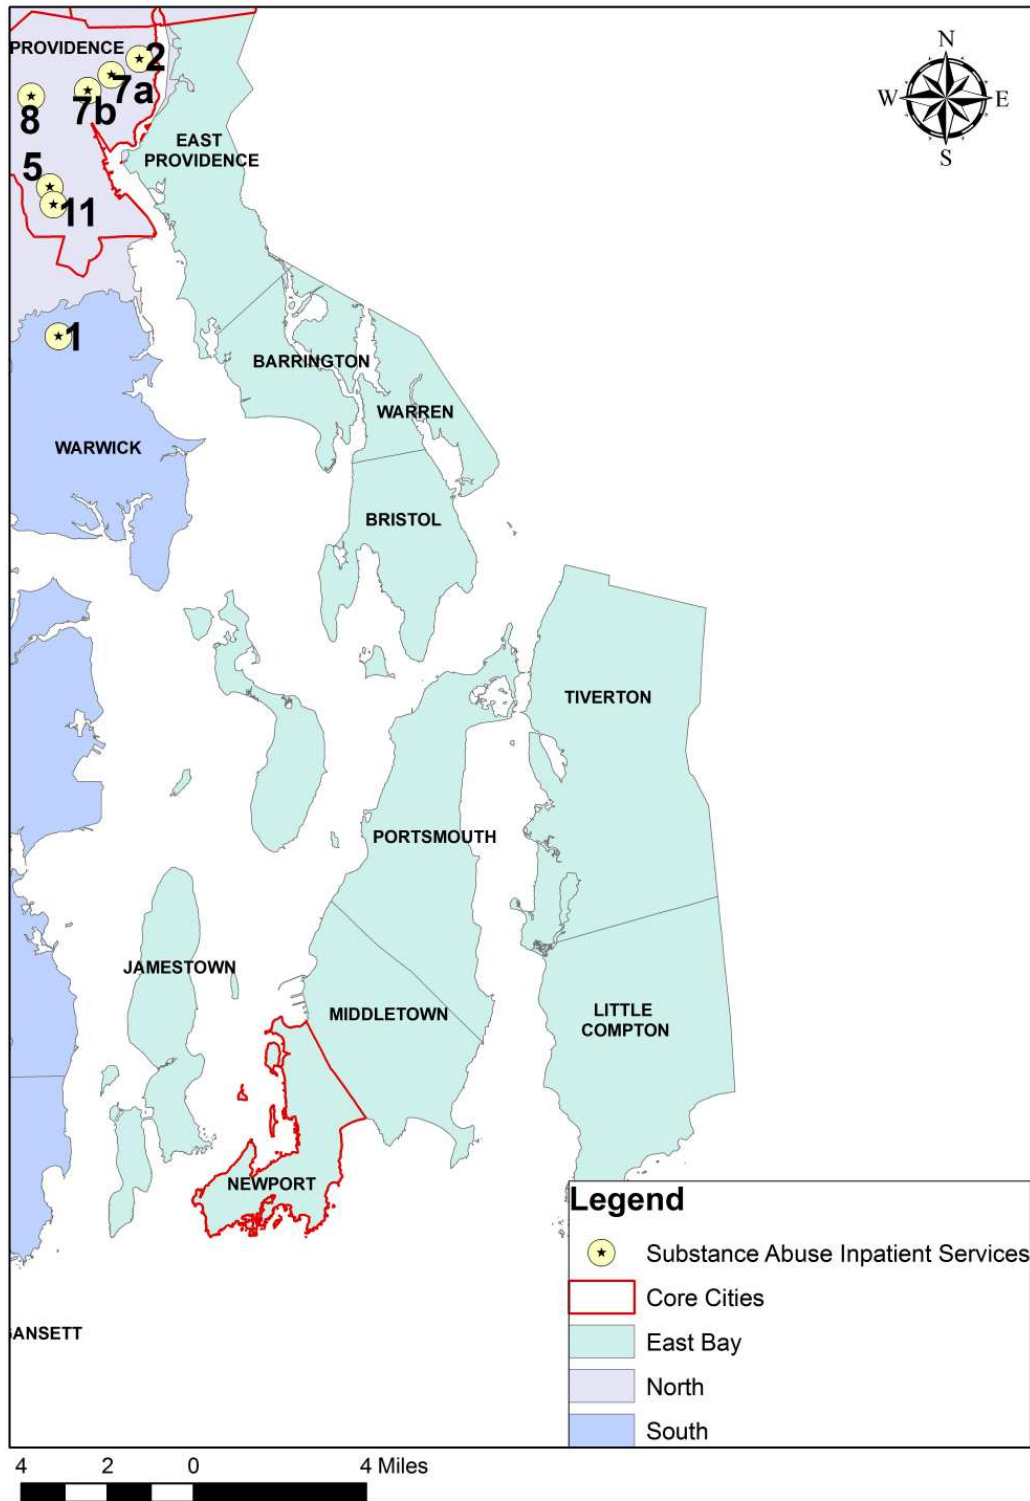 N
W E
S
PROVIDENCE
2
7a
7b
8
EAST
PROVIDENCE
5
11
1
BARRINGTON
WARREN
WARWICK
BRISTOL
TIVERTON
PORTSMOUTH
JAMESTOWN
MIDDLETOWN
LITTLE
COMPTON
NEWPORT
GANSETT
Legend
Substance Abuse Inpatient Services
Core Cities
East Bay
North
South
4 2 0 4 Miles